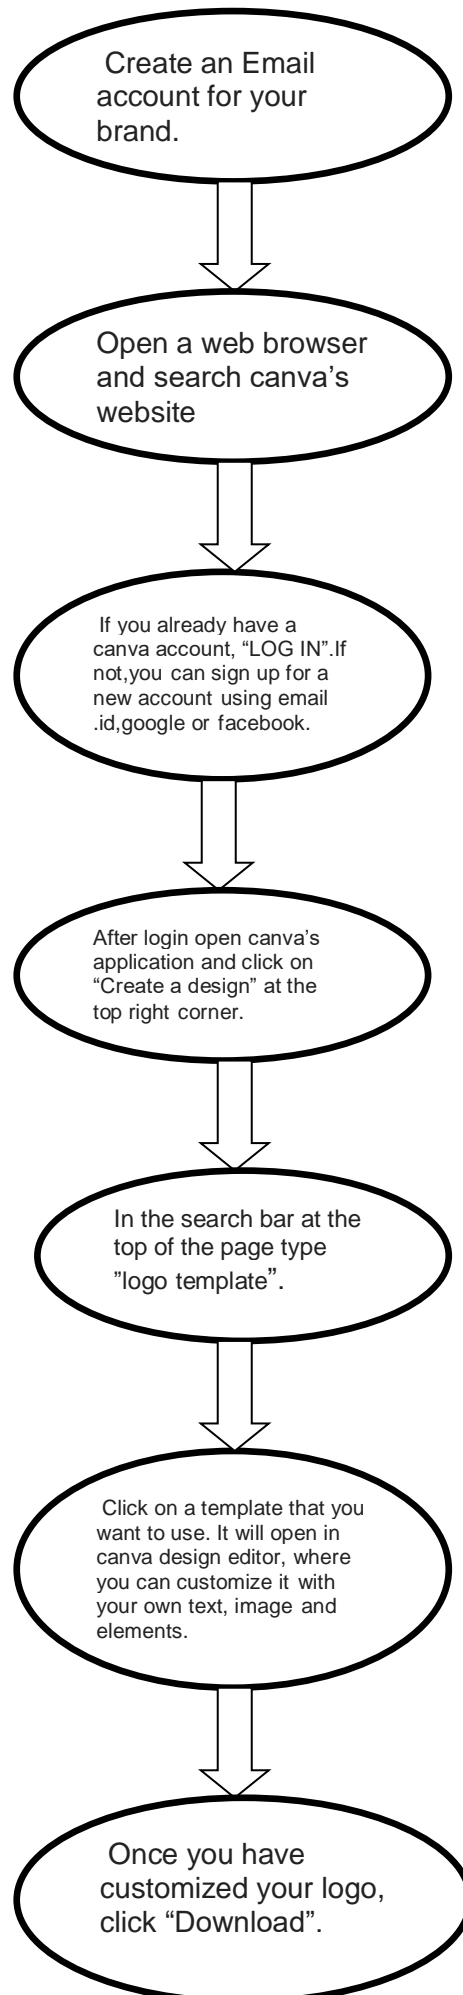 Create an Email
account for your
brand.
Open a web browser
and search canva’s
website
If you already have a
canva account, “LOG IN”.If
not,you can sign up for a
new account using email
.id,google or facebook.
After login open canva’s
application and click on
“Create a design” at the
top right corner.
In the search bar at the
top of the page type
”logo template”.
Click on a template that you
want to use. It will open in
canva design editor, where
you can customize it with
your own text, image and
elements.
Once you have
customized your logo,
click “Download”.